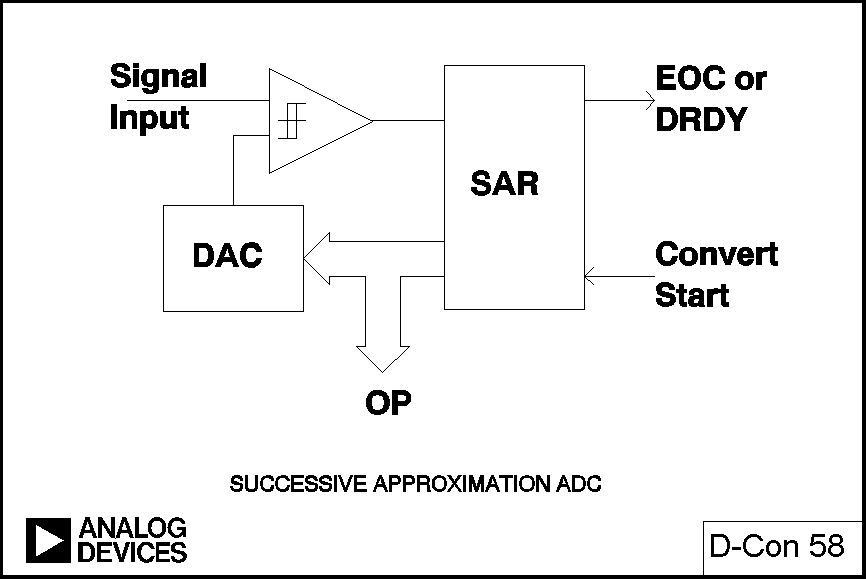 Signal
Input
EOC or
DRDY
SAR
DAC
Convert
Start
OP
SUCCESSIVE APPROXIMATION ADC
ANALOG
DEVICES
D-Con 58